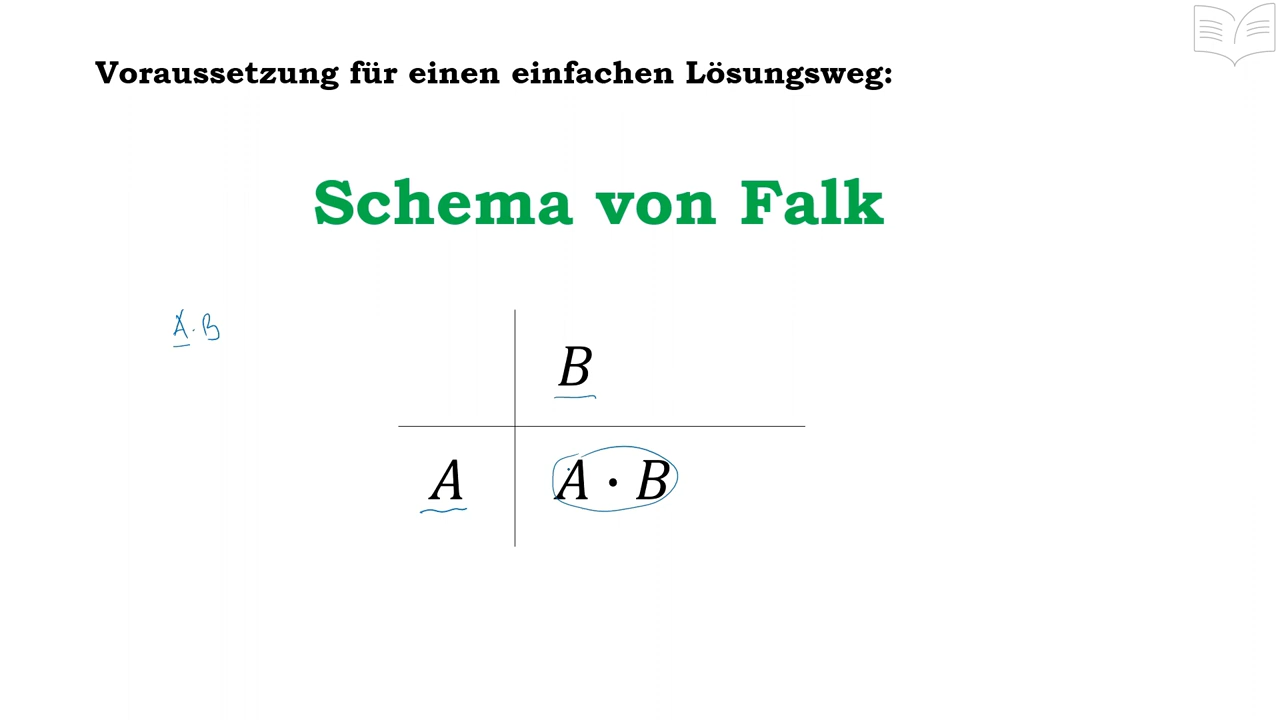 Voraussetzung für einen einfachen Lösungsweg:
Schema von Falk
A · B
B
A
A · B